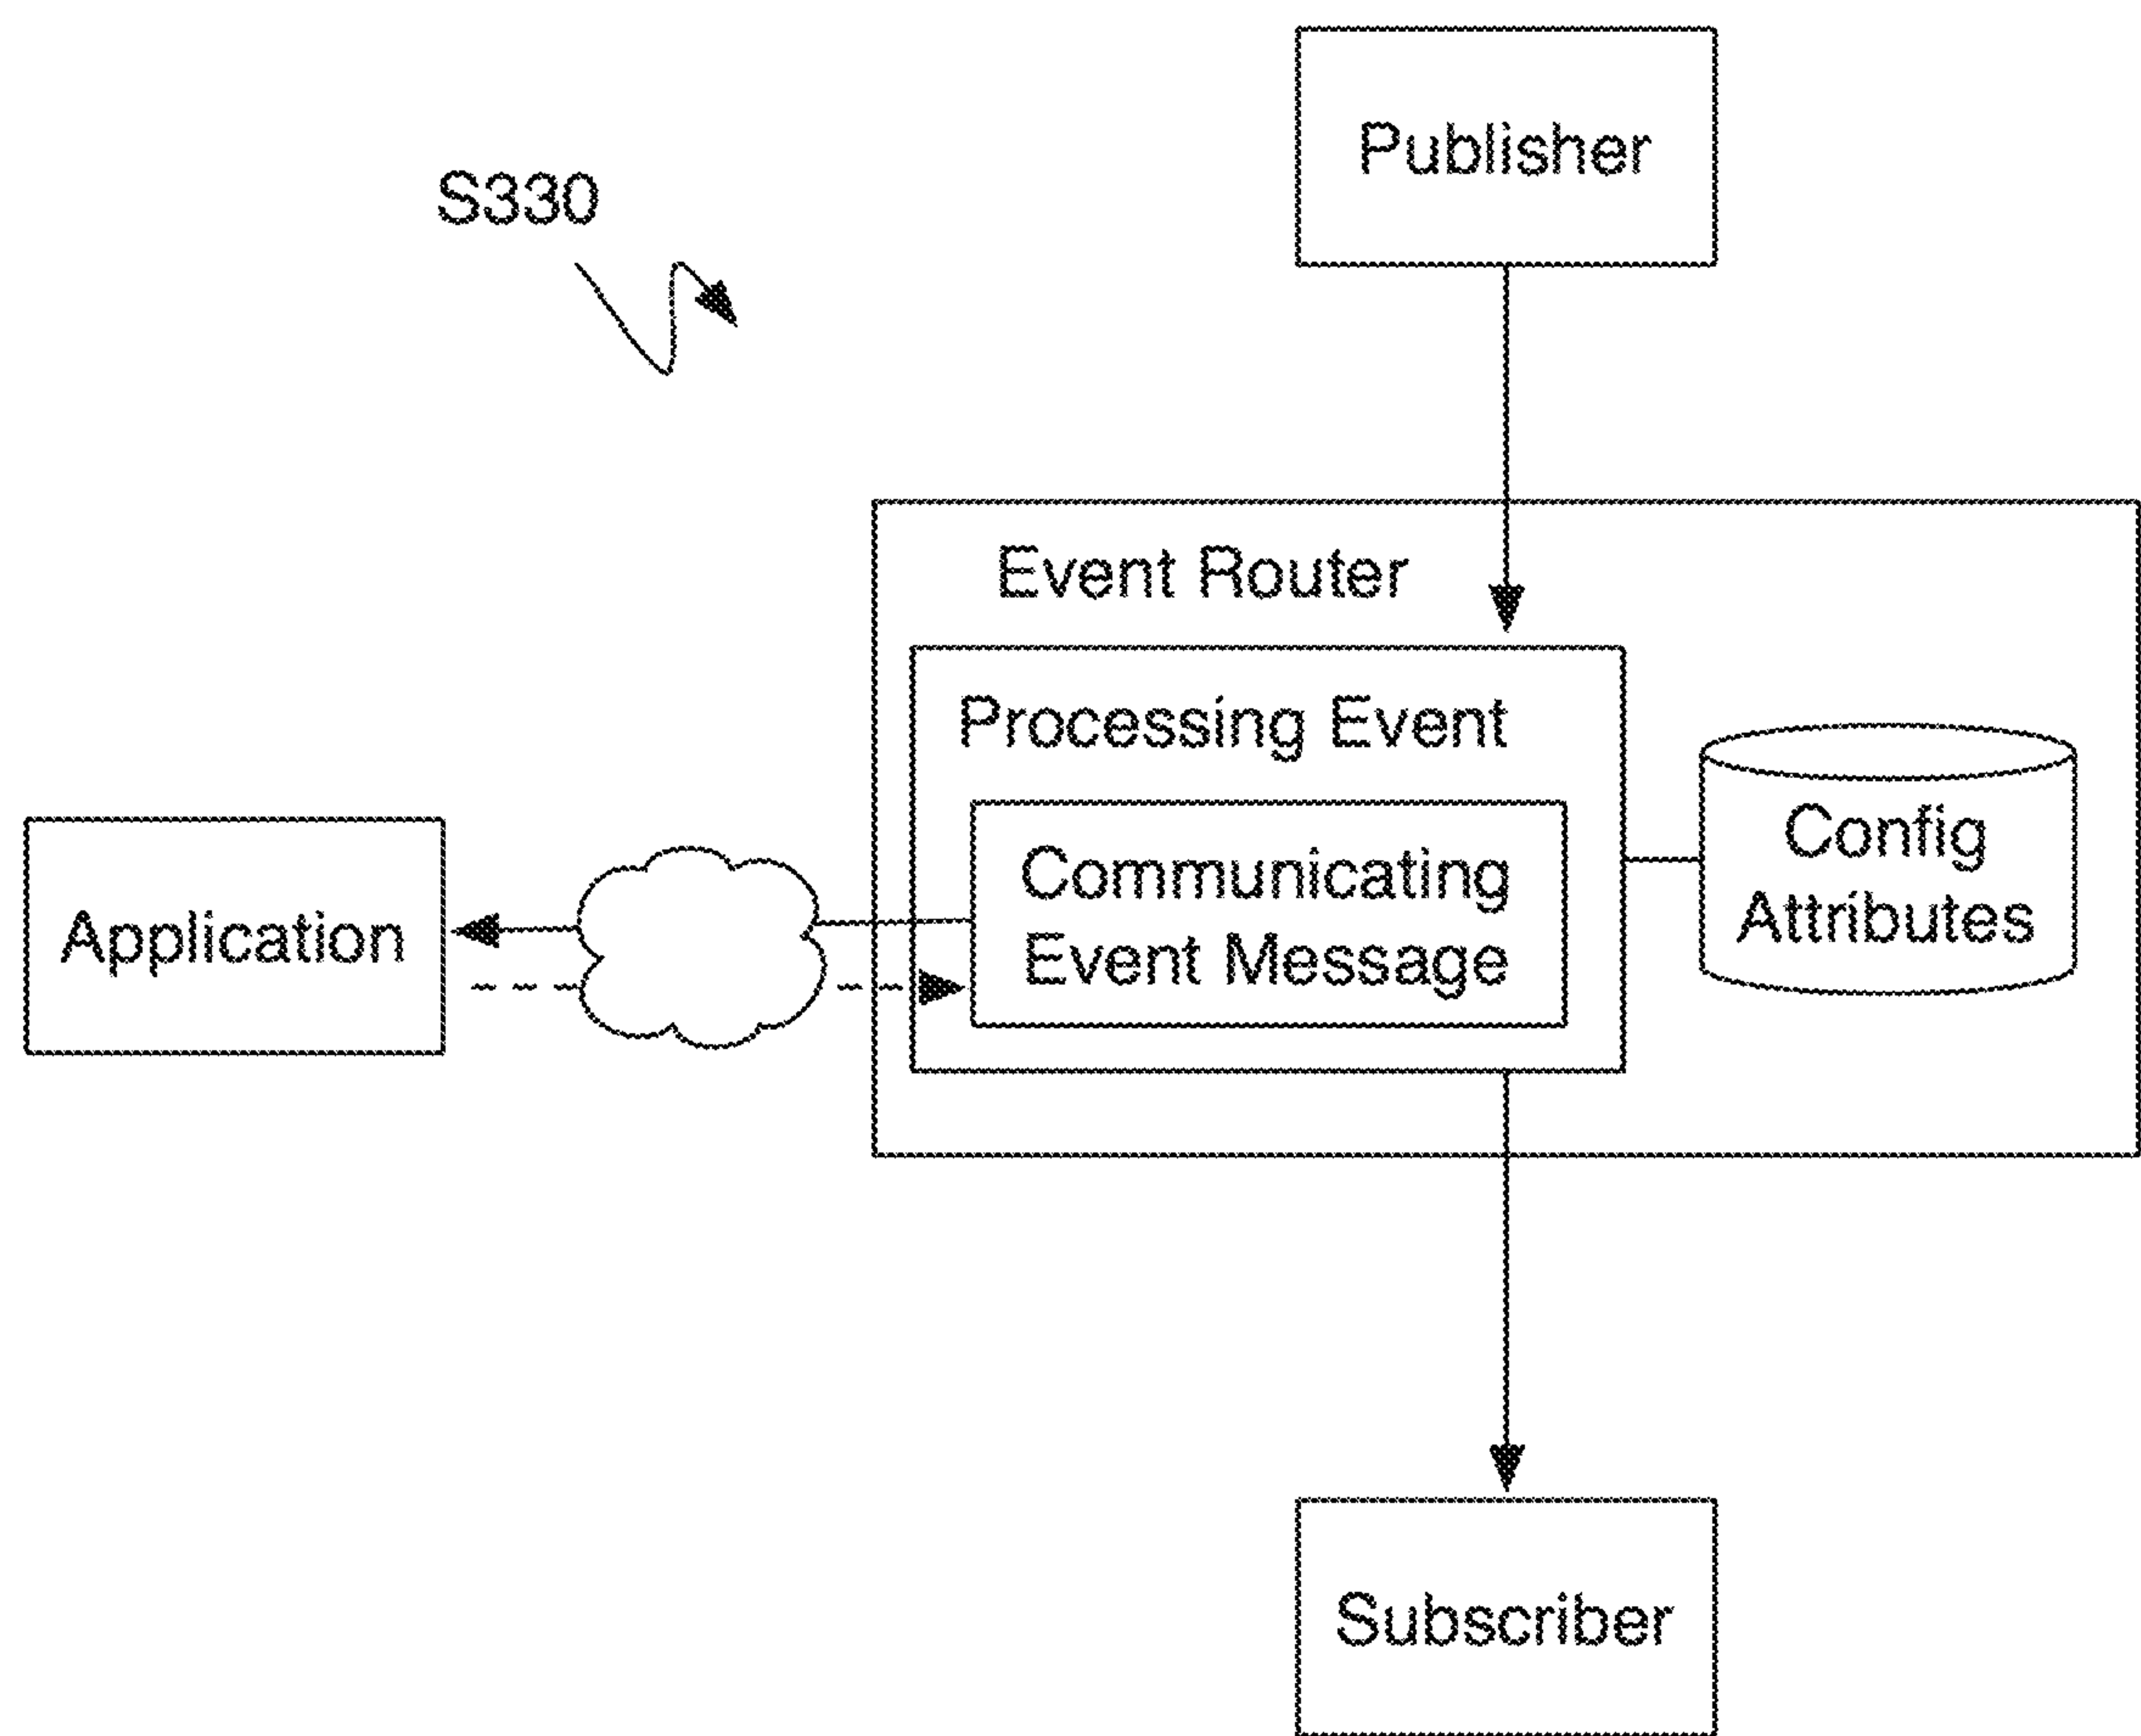 Publisher
S330
Event Router
Processing Event
Config
Attributes
Communicating
Event Message
Application
Subscriber